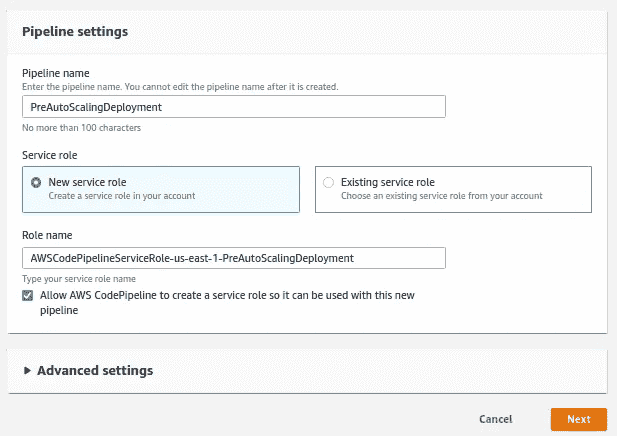 Pipeline settings
Pipeline name
Enter the pipeline name. You cannot edit the pipeline name after it is created.
PreAutoScalingDeployment
No more than 100 characters
Service role
New service role
Create a service role in your account
Existing service role
Choose an existing service role from your account
Role name
AWSCodePipelineServiceRole-us-east-1-PreAutoScalingDeployment
Type your service role name
Allow AWS CodePipeline to create a service role so it can be used with this new
pipeline
Advanced settings
Cancel
Next